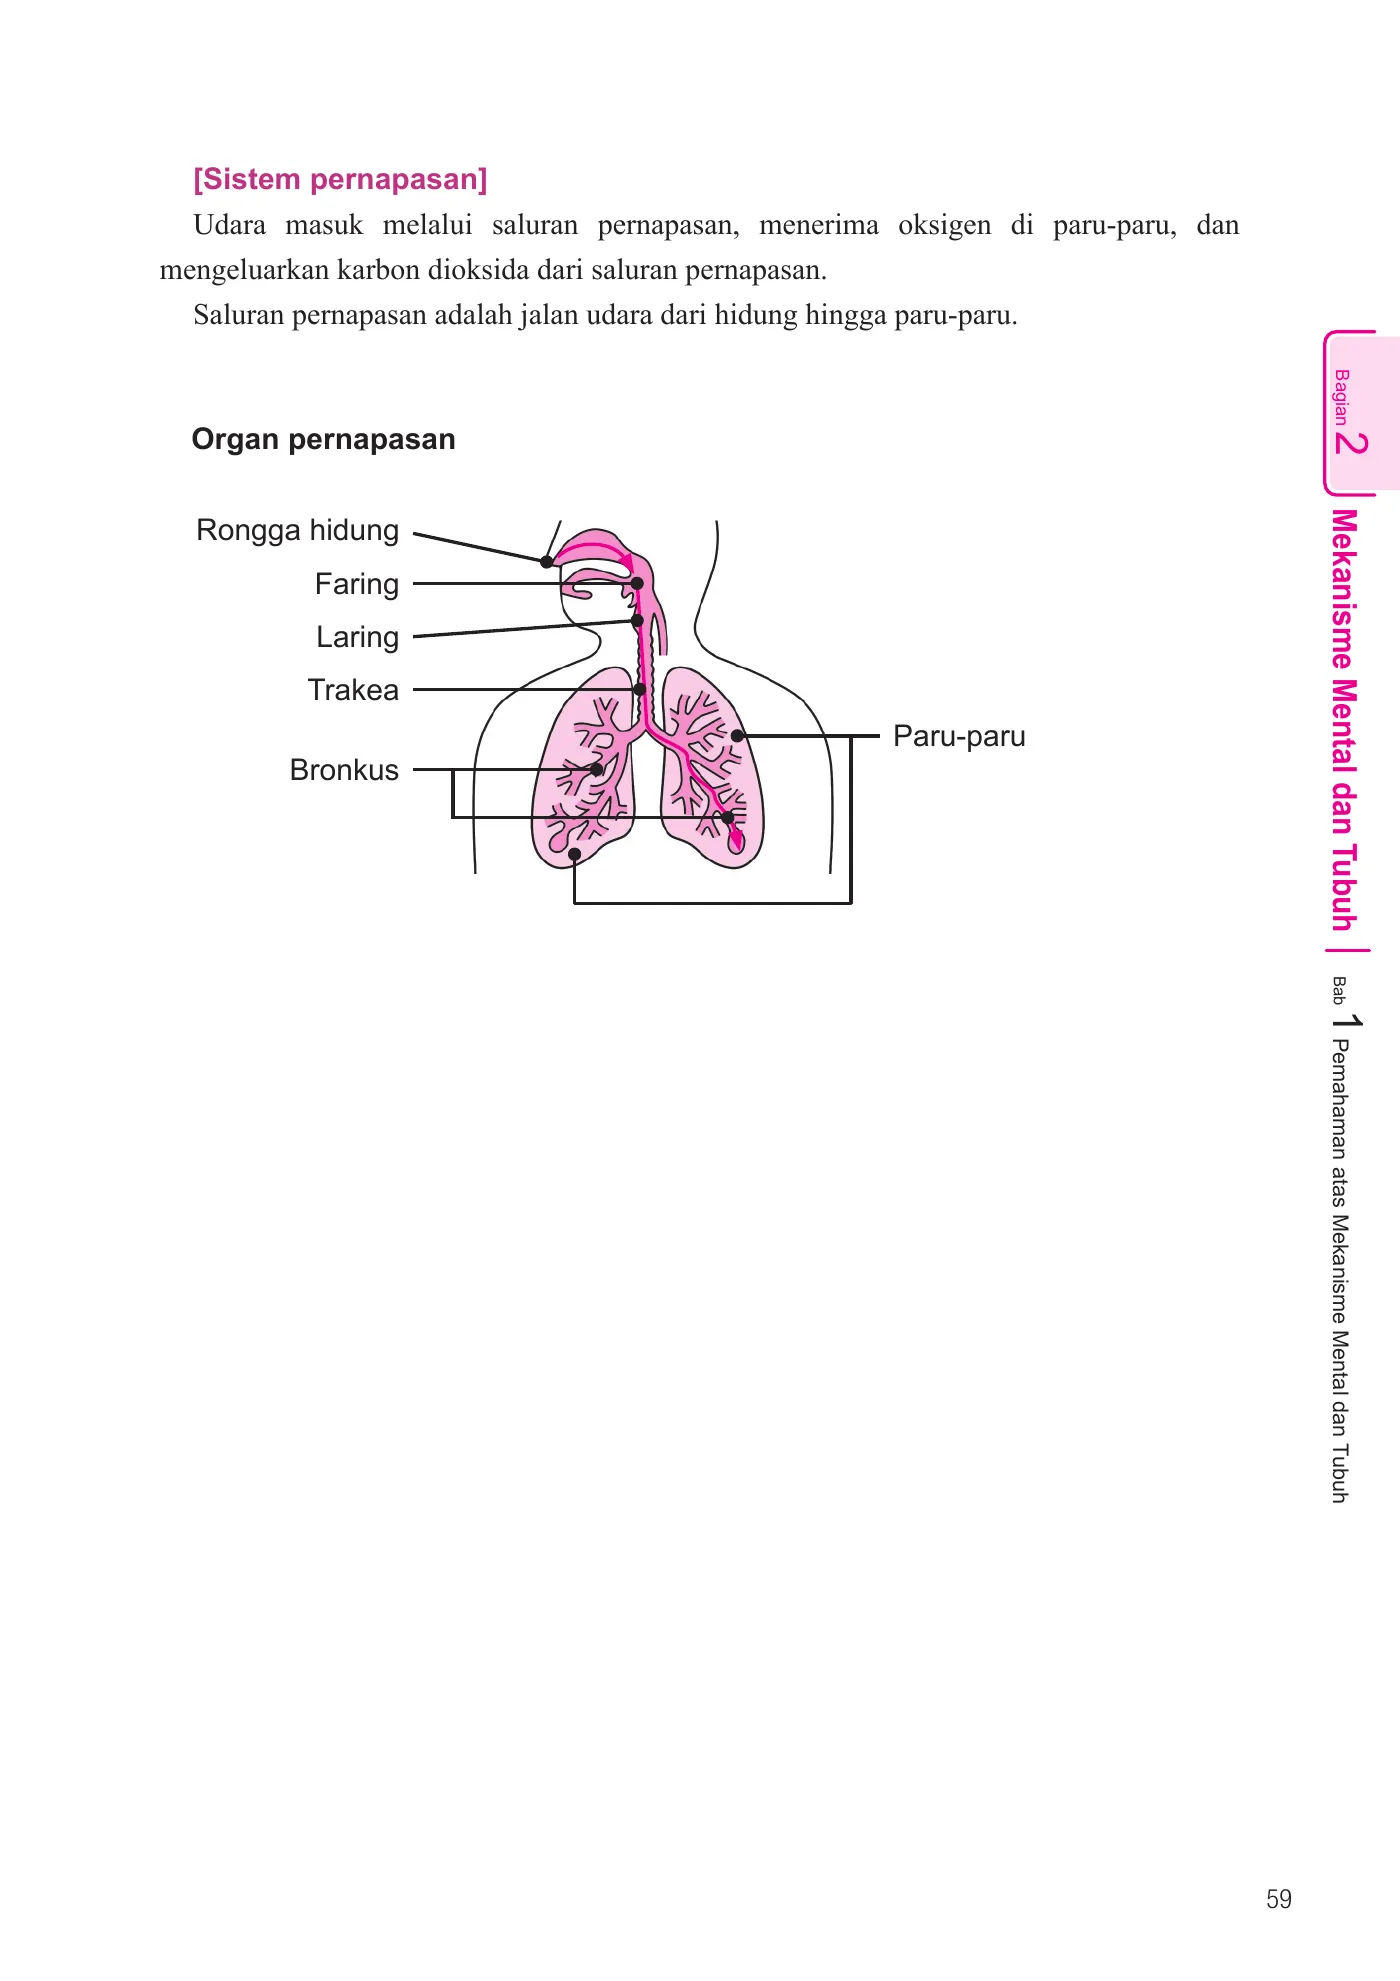 [Sistem pernapasan]
Udara masuk melalui saluran pernapasan, menerima oksigen di paru-paru, dan
mengeluarkan karbon dioksida dari saluran pernapasan.
Saluran pernapasan adalah jalan udara dari hidung hingga paru-paru.
Organ pernapasan
Rongga hidung
Faring
Laring
Trakea
Bronkus
Paru-paru
Bagian 2
Mekanisme Mental dan Tubuh
Bab 1 Pemahaman atas Mekanisme Mental dan Tubuh
59